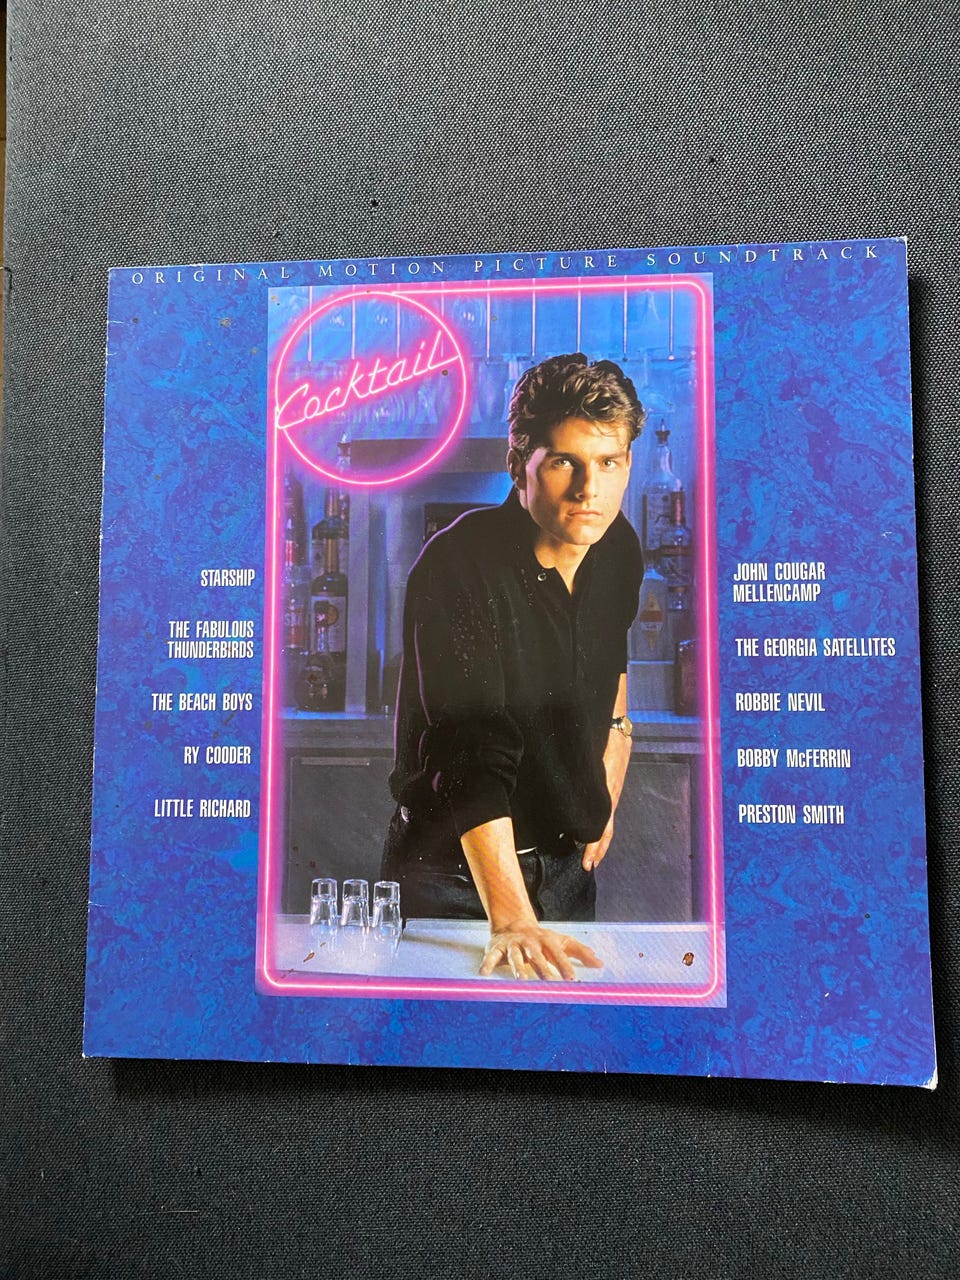 ORIGINAL MOTION PICTURE SOUNDTRACK
Cocktail
STARSHIP
THE FABULOUS
THUNDERBIRDS
THE BEACH BOYS
RY COODER
LITTLE RICHARD
JOHN COUGAR
MELLENCAMP
THE GEORGIA SATELLITES
ROBBIE NEVIL
BOBBY McFERRIN
PRESTON SMITH